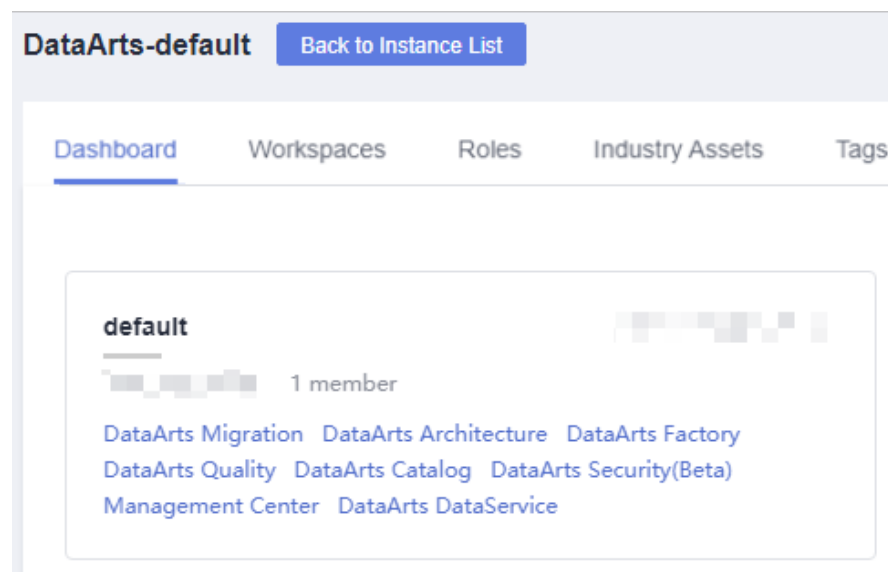 DataArts-default Back to Instance List
Dashboard Workspaces Roles Industry Assets Tags
default
1 member
DataArts Migration DataArts Architecture DataArts Factory
DataArts Quality DataArts Catalog DataArts Security(Beta)
Management Center DataArts DataService